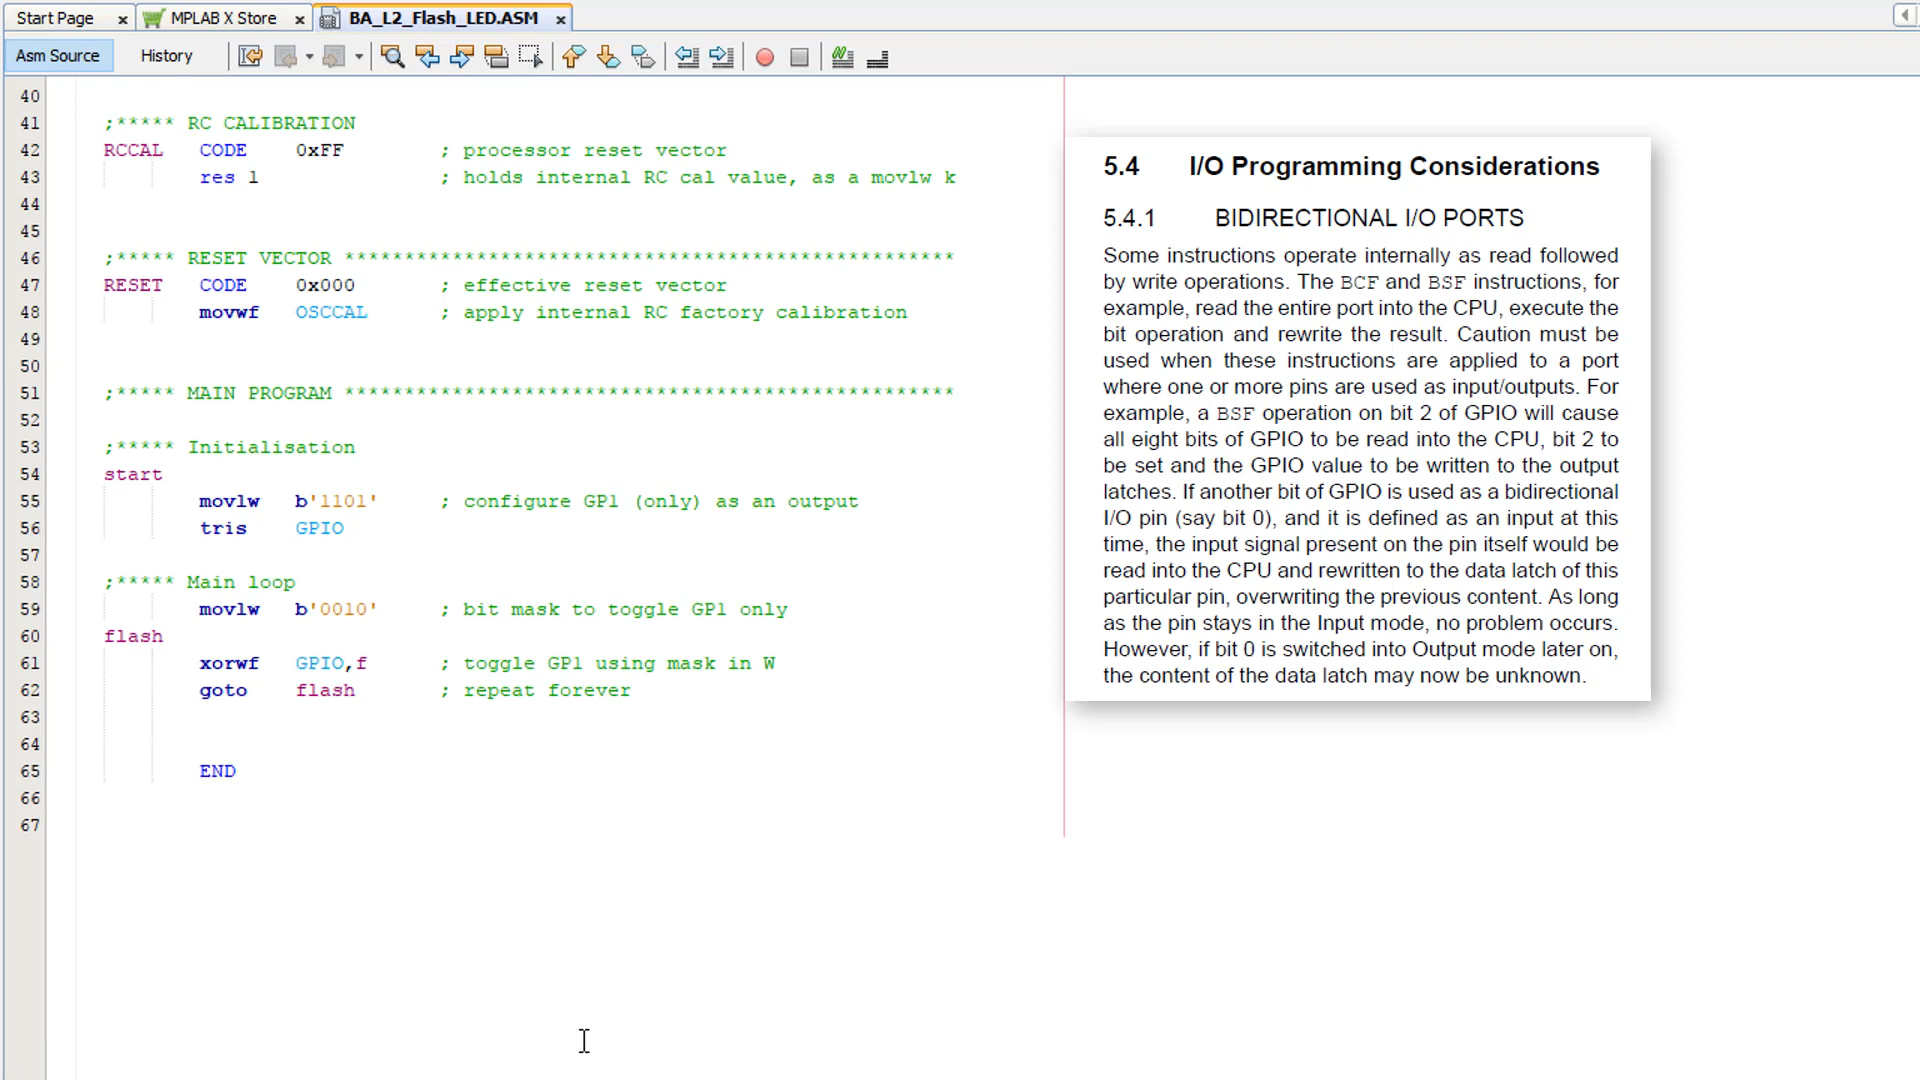 Start Page
MPLAB X Store
BA_L2_Flash_LED.ASM
Asm Source
History
40
41 ;***** RC CALIBRATION
42 RCCAL CODE 0xFF ; processor reset vector
43 res 1 ; holds internal RC cal value, as a movlw k
44
45
46 ;***** RESET VECTOR ***************************************************
47 RESET CODE 0x000 ; effective reset vector
48 movwf OSCCAL ; apply internal RC factory calibration
49
50
51 ;***** MAIN PROGRAM ***************************************************
52
53 ;***** Initialisation
54 start
55 movlw b'1101' ; configure GP1 (only) as an output
56 tris GPIO
57
58 ;***** Main loop
59 movlw b'0010' ; bit mask to toggle GP1 only
60 flash
61 xorwf GPIO,f ; toggle GP1 using mask in W
62 goto flash ; repeat forever
63
64
65 END
66
67
5.4 I/O Programming Considerations
5.4.1 BIDIRECTIONAL I/O PORTS
Some instructions operate internally as read followed
by write operations. The BCF and BSF instructions, for
example, read the entire port into the CPU, execute the
bit operation and rewrite the result. Caution must be
used when these instructions are applied to a port
where one or more pins are used as input/outputs. For
example, a BSF operation on bit 2 of GPIO will cause
all eight bits of GPIO to be read into the CPU, bit 2 to
be set and the GPIO value to be written to the output
latches. If another bit of GPIO is used as a bidirectional
I/O pin (say bit 0), and it is defined as an input at this
time, the input signal present on the pin itself would be
read into the CPU and rewritten to the data latch of this
particular pin, overwriting the previous content. As long
as the pin stays in the Input mode, no problem occurs.
However, if bit 0 is switched into Output mode later on,
the content of the data latch may now be unknown.